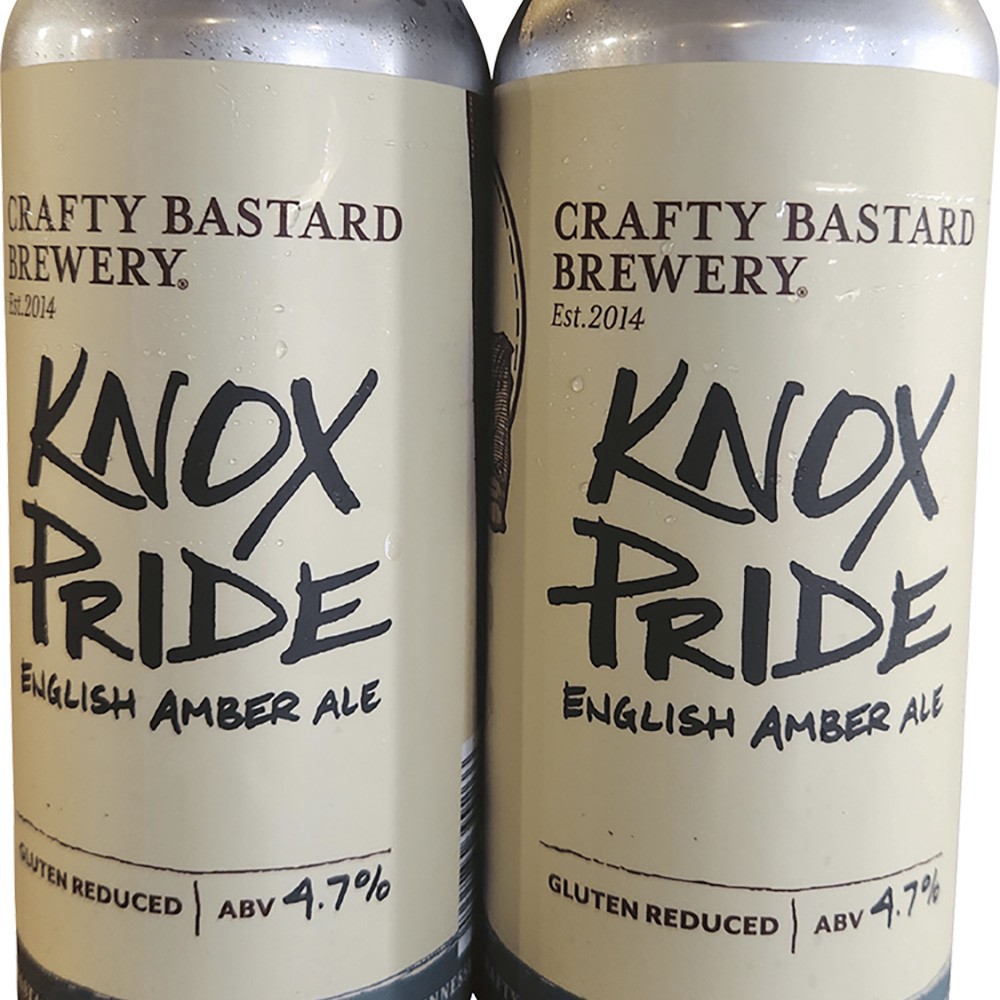 CRAFTY BASTARD
BREWERY®
Est.2014
KNOX
PRIDE
ENGLISH AMBER ALE
GLUTEN REDUCED | ABV 4.7%
CRAFTY BASTARD
BREWERY®
Est.2014
KNOX
PRIDE
ENGLISH AMBER ALE
GLUTEN REDUCED | ABV 4.7%